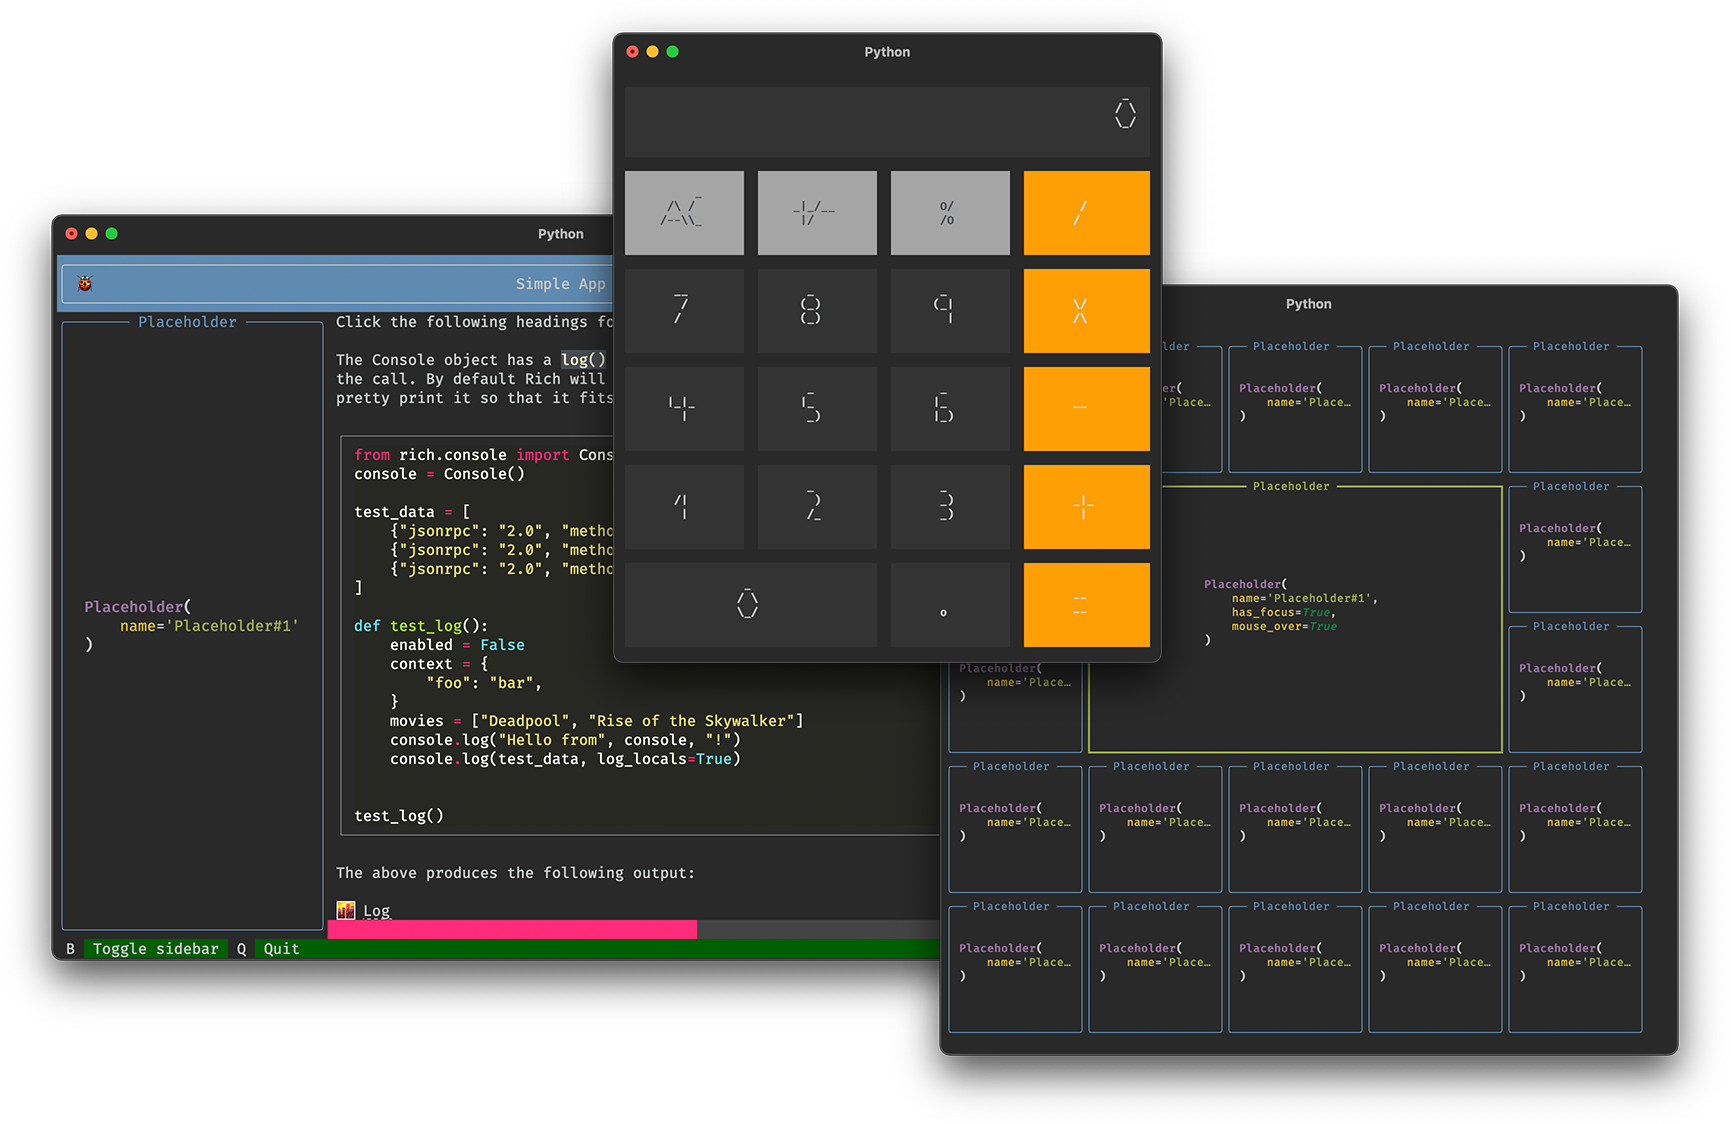 Python
0
AC
+/-
%
/
7
8
9
X
4
5
6
-
1
2
3
+
0
.
=
Python
Simple App
Placeholder
Placeholder(
name='Placeholder#1'
)
Click the following headings fo
The Console object has a log()
the call. By default Rich will
pretty print it so that it fits
from rich.console import Cons
console = Console()
test_data = [
{"jsonrpc": "2.0", "metho
{"jsonrpc": "2.0", "metho
{"jsonrpc": "2.0", "metho
]
def test_log():
enabled = False
context = {
"foo": "bar",
}
movies = ["Deadpool", "Rise of the Skywalker"]
console.log("Hello from", console, "!")
console.log(test_data, log_locals=True)
test_log()
The above produces the following output:
Log
B Toggle sidebar Q Quit
Python
lder Placeholder Placeholder Placeholder
er( Placeholder( Placeholder( Placeholder(
'Place… name='Place… name='Place… name='Place…
) ) )
Placeholder Placeholder
Placeholder(
name='Place…
)
Placeholder(
name='Placeholder#1',
has_focus=True,
mouse_over=True
)
Placeholder
Placeholder( Placeholder(
name='Place… name='Place…
) )
Placeholder Placeholder Placeholder Placeholder Placeholder
Placeholder( Placeholder( Placeholder( Placeholder( Placeholder(
name='Place… name='Place… name='Place… name='Place… name='Place…
) ) ) ) )
Placeholder Placeholder Placeholder Placeholder Placeholder
Placeholder( Placeholder( Placeholder( Placeholder( Placeholder(
name='Place… name='Place… name='Place… name='Place… name='Place…
) ) ) ) )